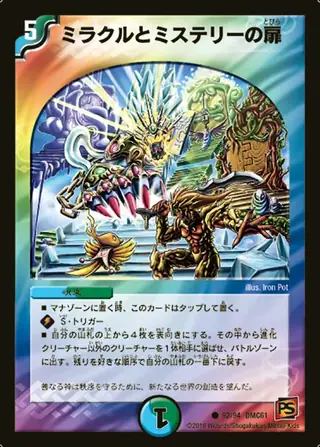 5
ミラクルとミステリーの扉
とびら
illus. Iron Pot
呪文
■ マナゾーンに置く時、このカードはタップして置く。
S・トリガー
■ 自分の山札の上から4枚を表向きにする。その中から進化
クリーチャー以外のクリーチャーを1体相手に選ばせ、バトルゾーン
に出す。残りを好きな順序で自分の山札の一番下に置く。
善なる神は秩序を守るために、新たなる世界の創造を望んだ。
1
92/94 DMC61
©2010 Wizards/Shogakukan/Mitsui-Kids
PS